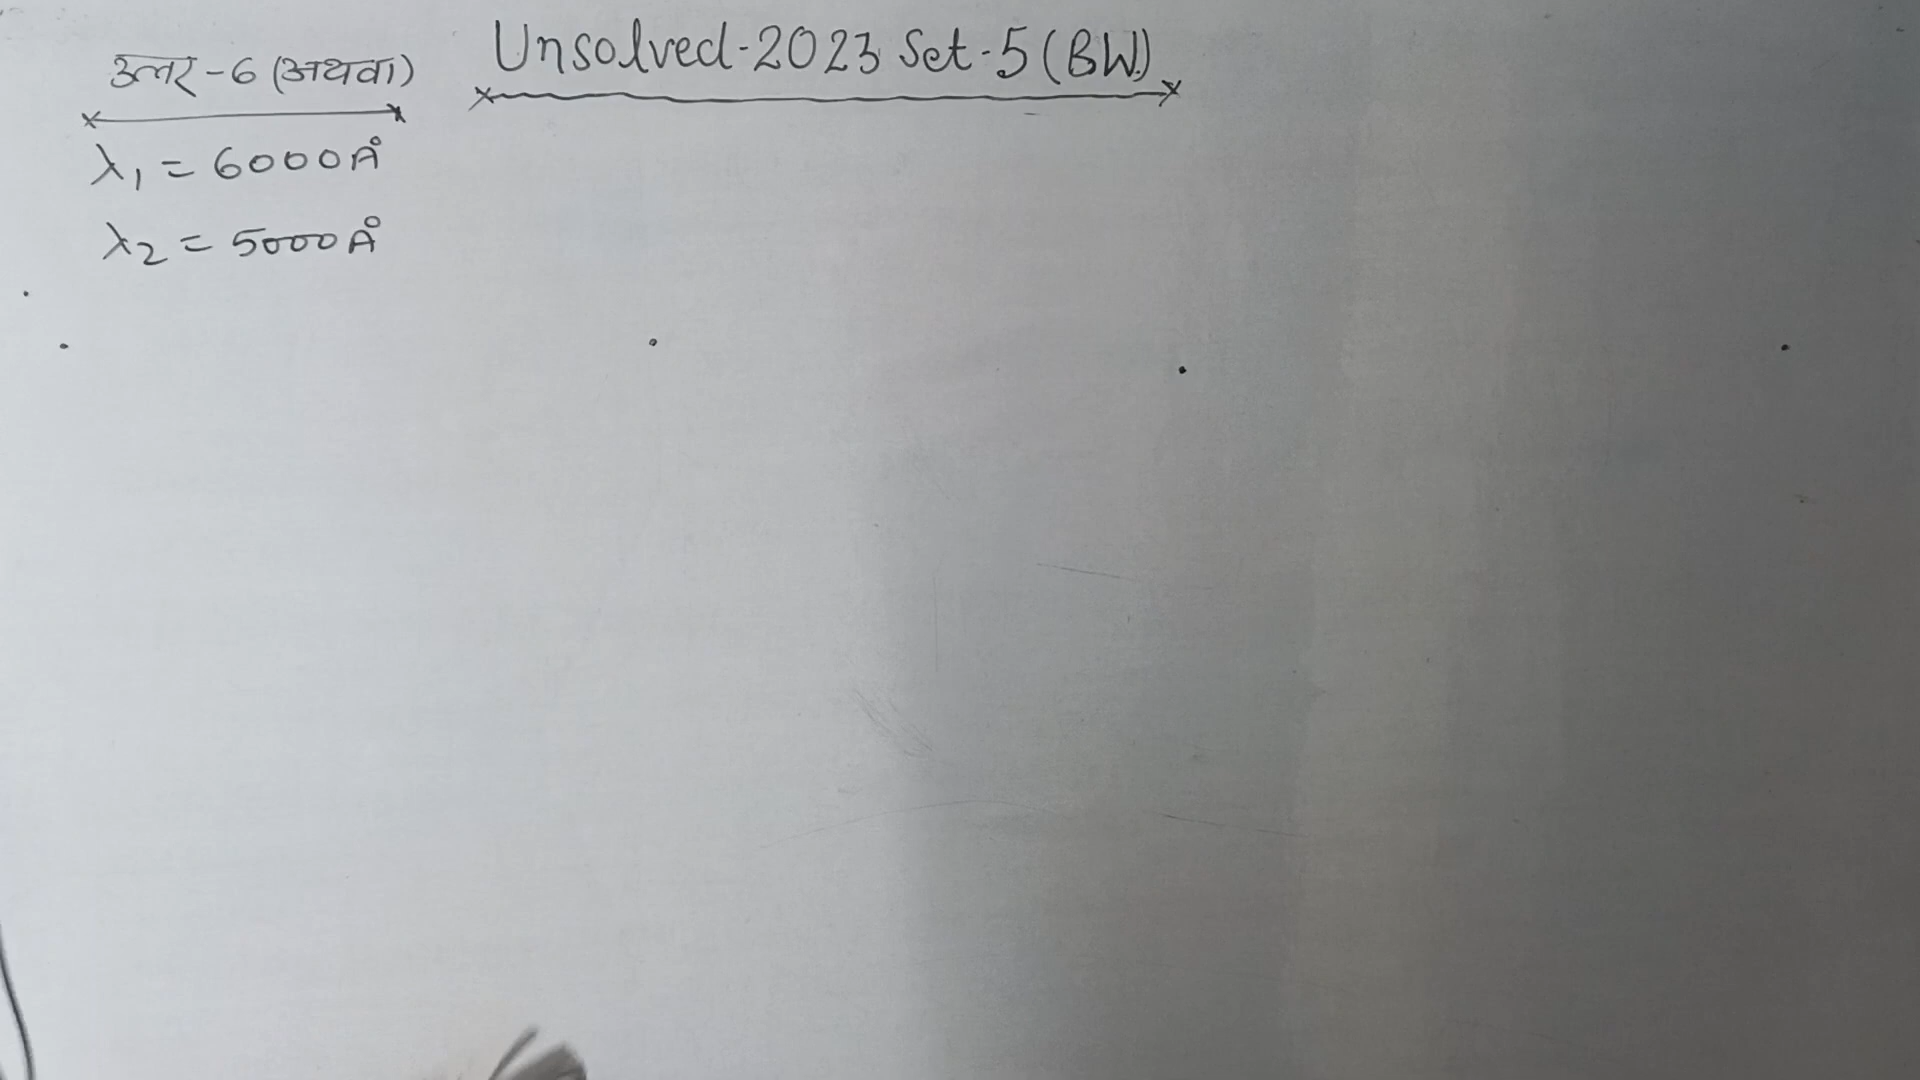 उत्तर-6 (अथवा)
Unsolved-2023 Set-5 (BW)
λ₁ = 6000Å
λ₂ = 5000Å